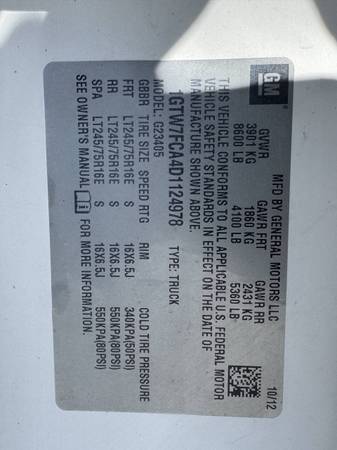 GM
MFD BY GENERAL MOTORS LLC 10/12
GVWR GAWR FRT GAWR RR
3901 KG 1860 KG 2431 KG
8600 LB 4100 LB 5360 LB
THIS VEHICLE CONFORMS TO ALL APPLICABLE U.S. FEDERAL MOTOR
VEHICLE SAFETY STANDARDS IN EFFECT ON THE DATE OF
MANUFACTURE SHOWN ABOVE.
1GTW7FCA4D1124978 TYPE: TRUCK
MODEL: G23405
GBBR TIRE SIZE SPEED RTG RIM COLD TIRE PRESSURE
FRT LT245/75R16E S 16X6.5J 340KPA(50PSI)
RR LT245/75R16E S 16X6.5J 550KPA(80PSI)
SPA LT245/75R16E S 16X6.5J 550KPA(80PSI)
SEE OWNER'S MANUAL FOR MORE INFORMATION.